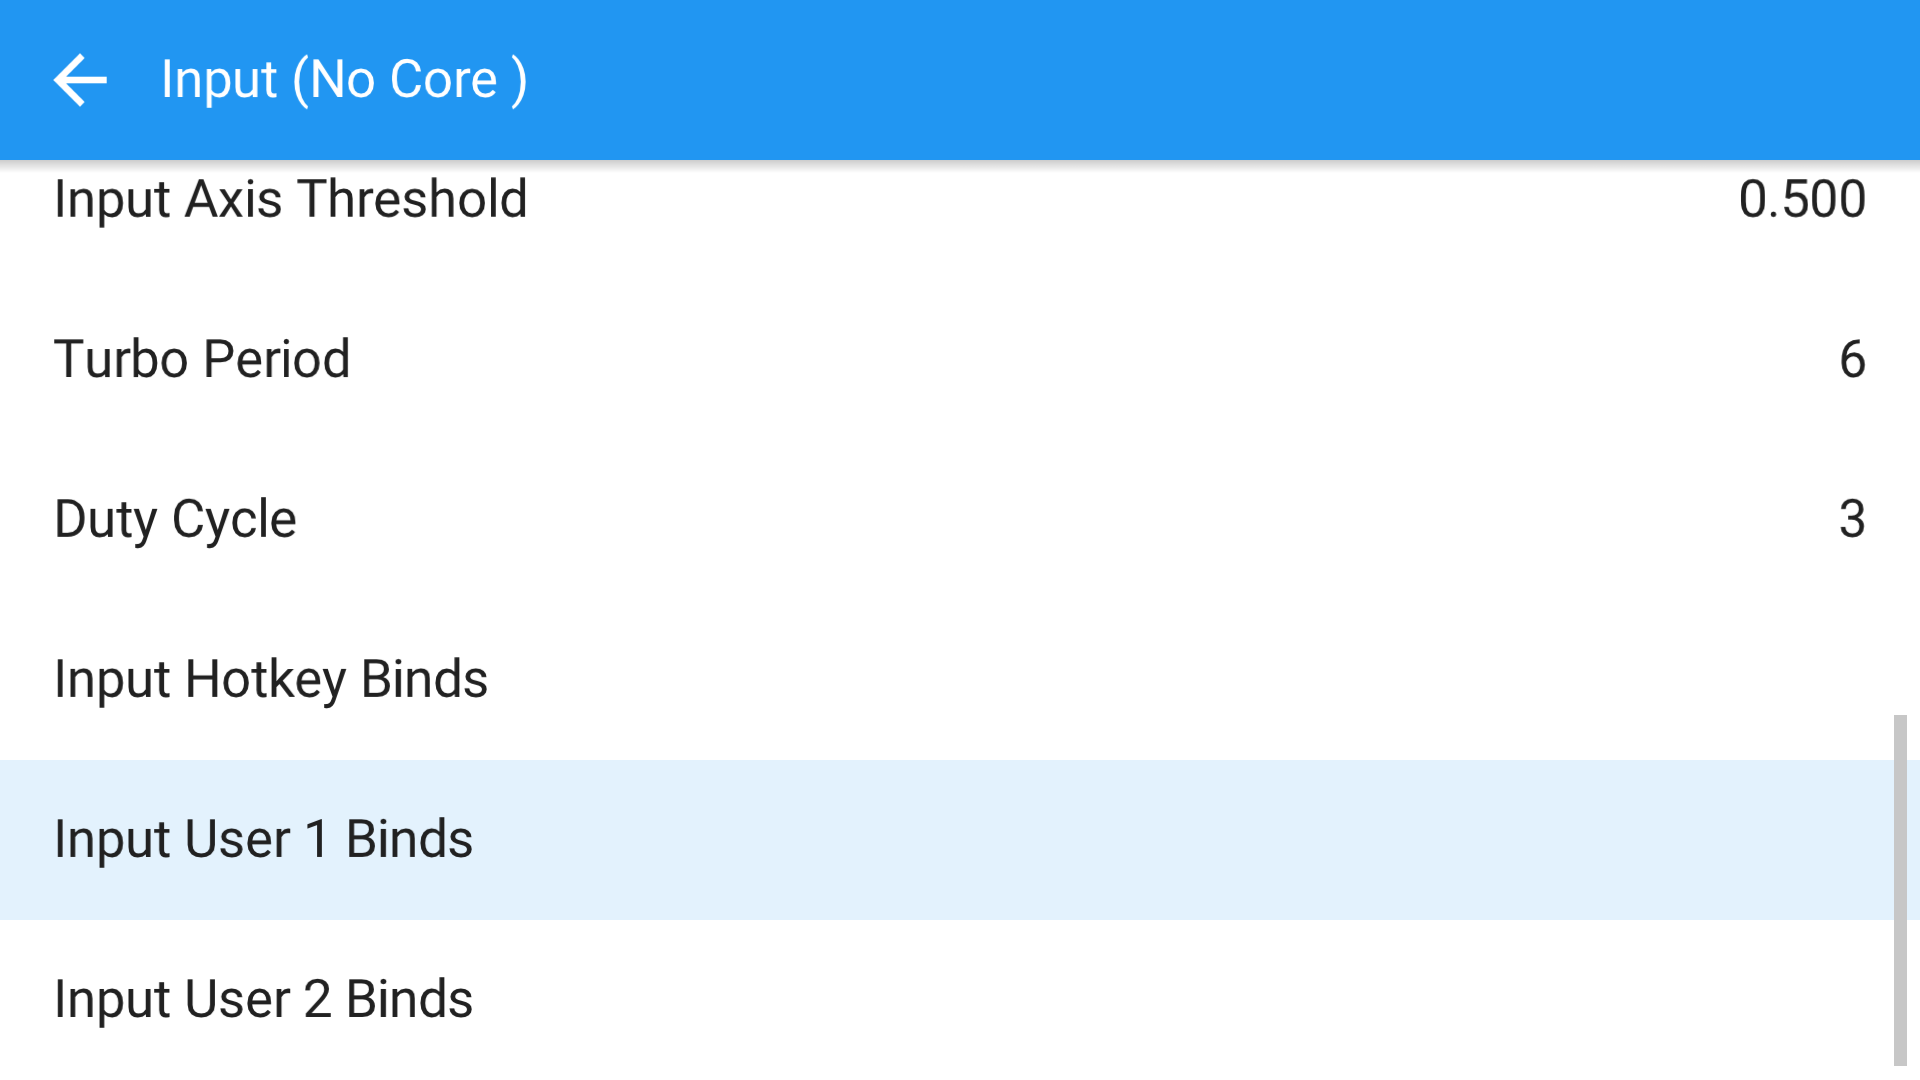 Input (No Core )
Input Axis Threshold 0.500
Turbo Period 6
Duty Cycle 3
Input Hotkey Binds
Input User 1 Binds
Input User 2 Binds